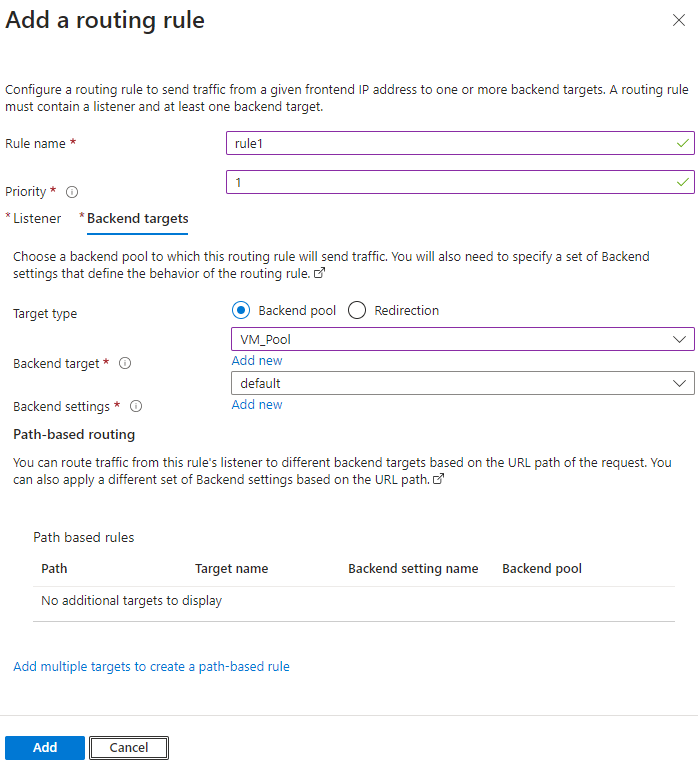 Add a routing rule
Configure a routing rule to send traffic from a given frontend IP address to one or more backend targets. A routing rule
must contain a listener and at least one backend target.
Rule name *
rule1
Priority *
1
* Listener
* Backend targets
Choose a backend pool to which this routing rule will send traffic. You will also need to specify a set of Backend
settings that define the behavior of the routing rule.
Target type
Backend pool
Redirection
VM_Pool
Backend target *
Add new
default
Backend settings *
Add new
Path-based routing
You can route traffic from this rule's listener to different backend targets based on the URL path of the request. You
can also apply a different set of Backend settings based on the URL path.
Path based rules
Path Target name Backend setting name Backend pool
No additional targets to display
Add multiple targets to create a path-based rule
Add Cancel